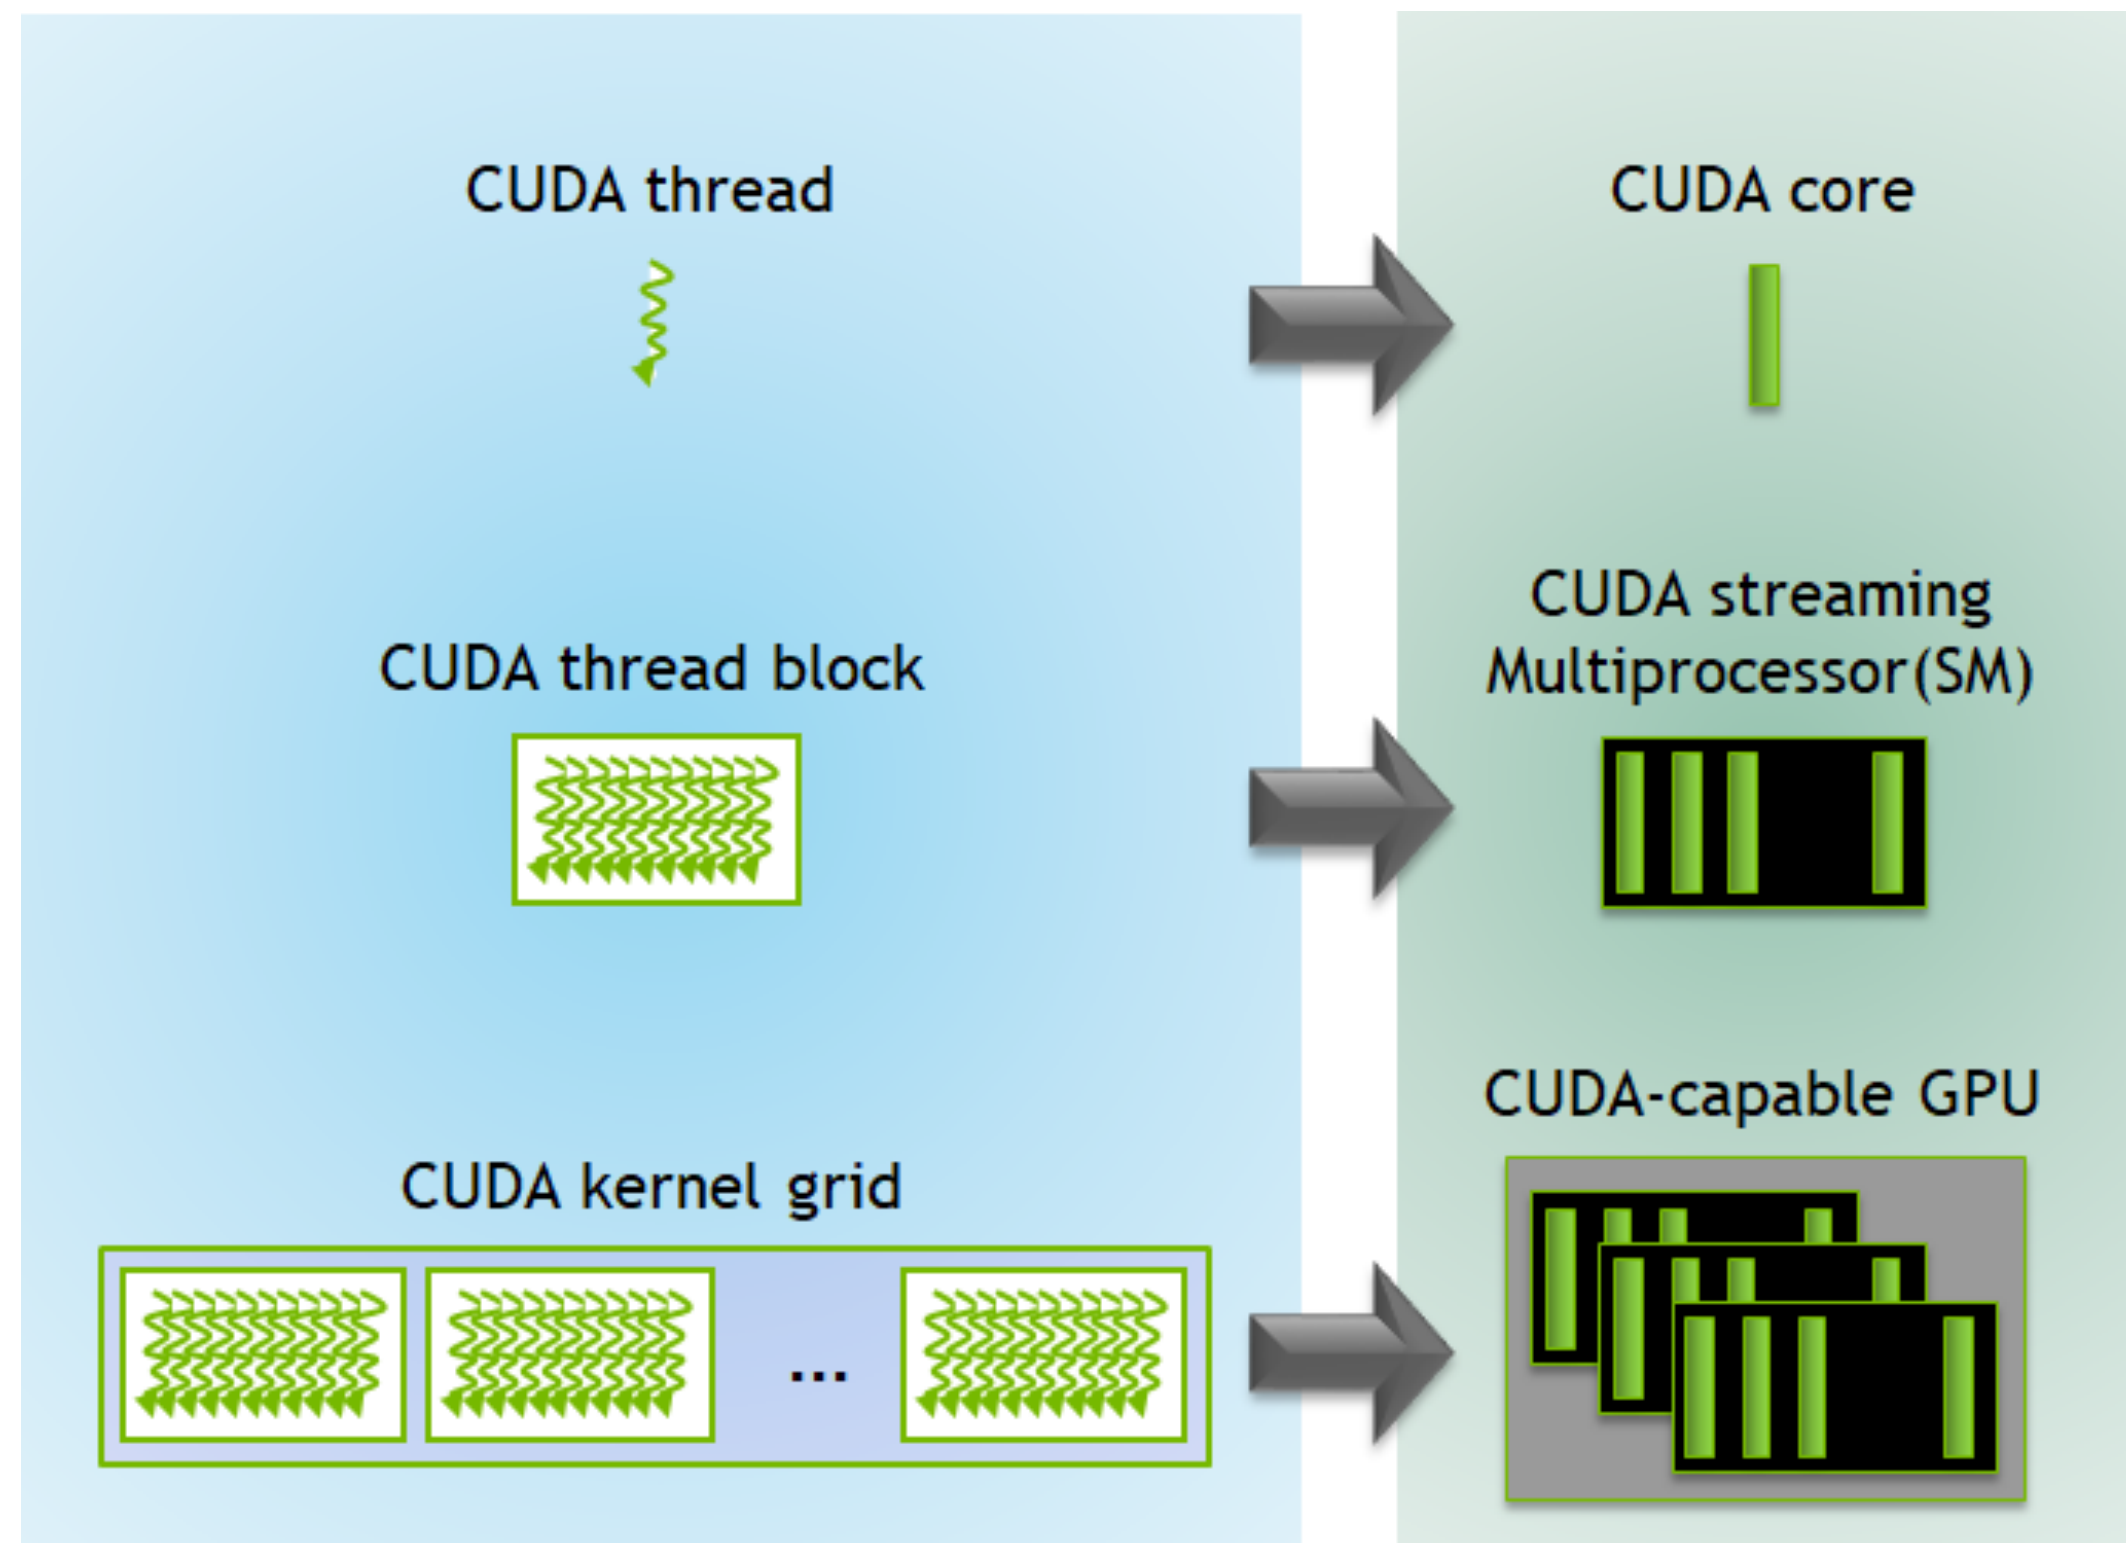 CUDA thread
CUDA core
CUDA thread block
CUDA streaming
Multiprocessor(SM)
CUDA kernel grid
...
CUDA-capable GPU